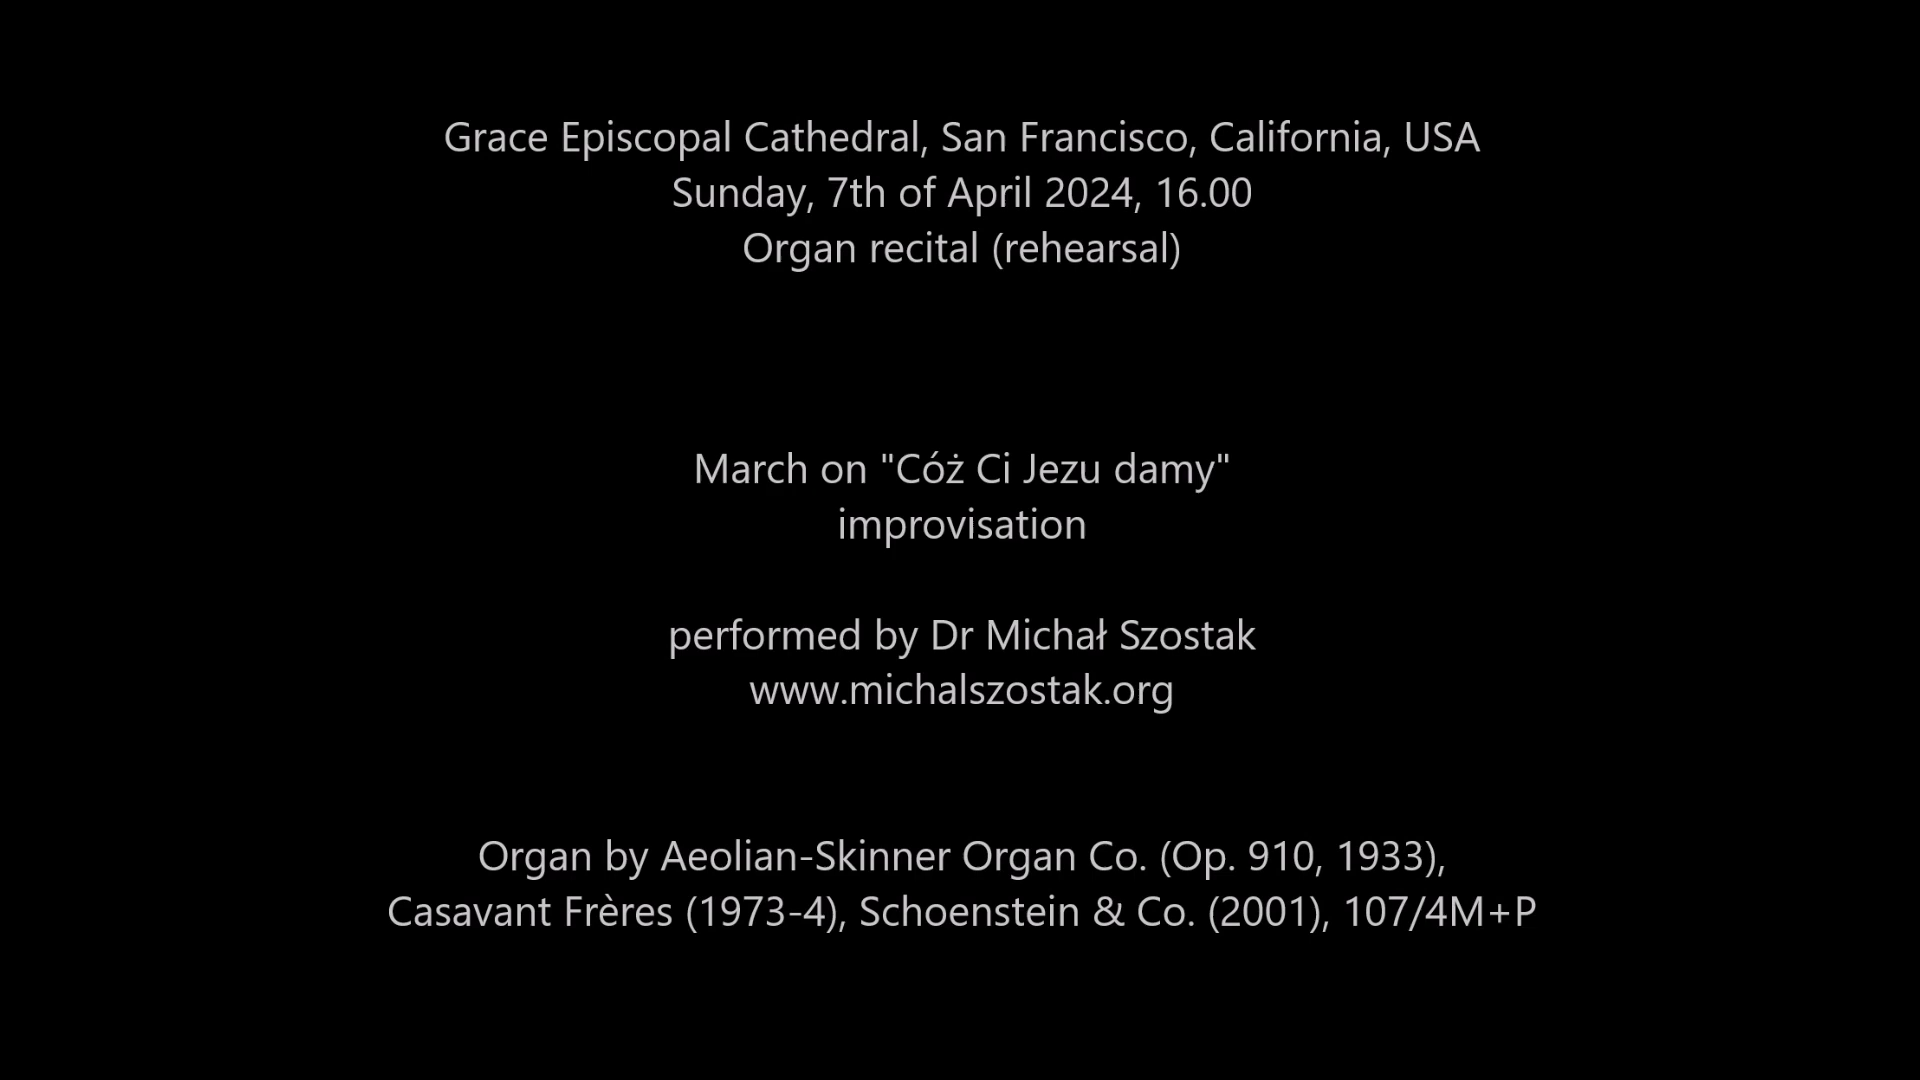 Grace Episcopal Cathedral, San Francisco, California, USA
Sunday, 7th of April 2024, 16.00
Organ recital (rehearsal)
March on "Cóż Ci Jezu damy"
improvisation
performed by Dr Michał Szostak
www.michalszostak.org
Organ by Aeolian-Skinner Organ Co. (Op. 910, 1933),
Casavant Frères (1973-4), Schoenstein & Co. (2001), 107/4M+P